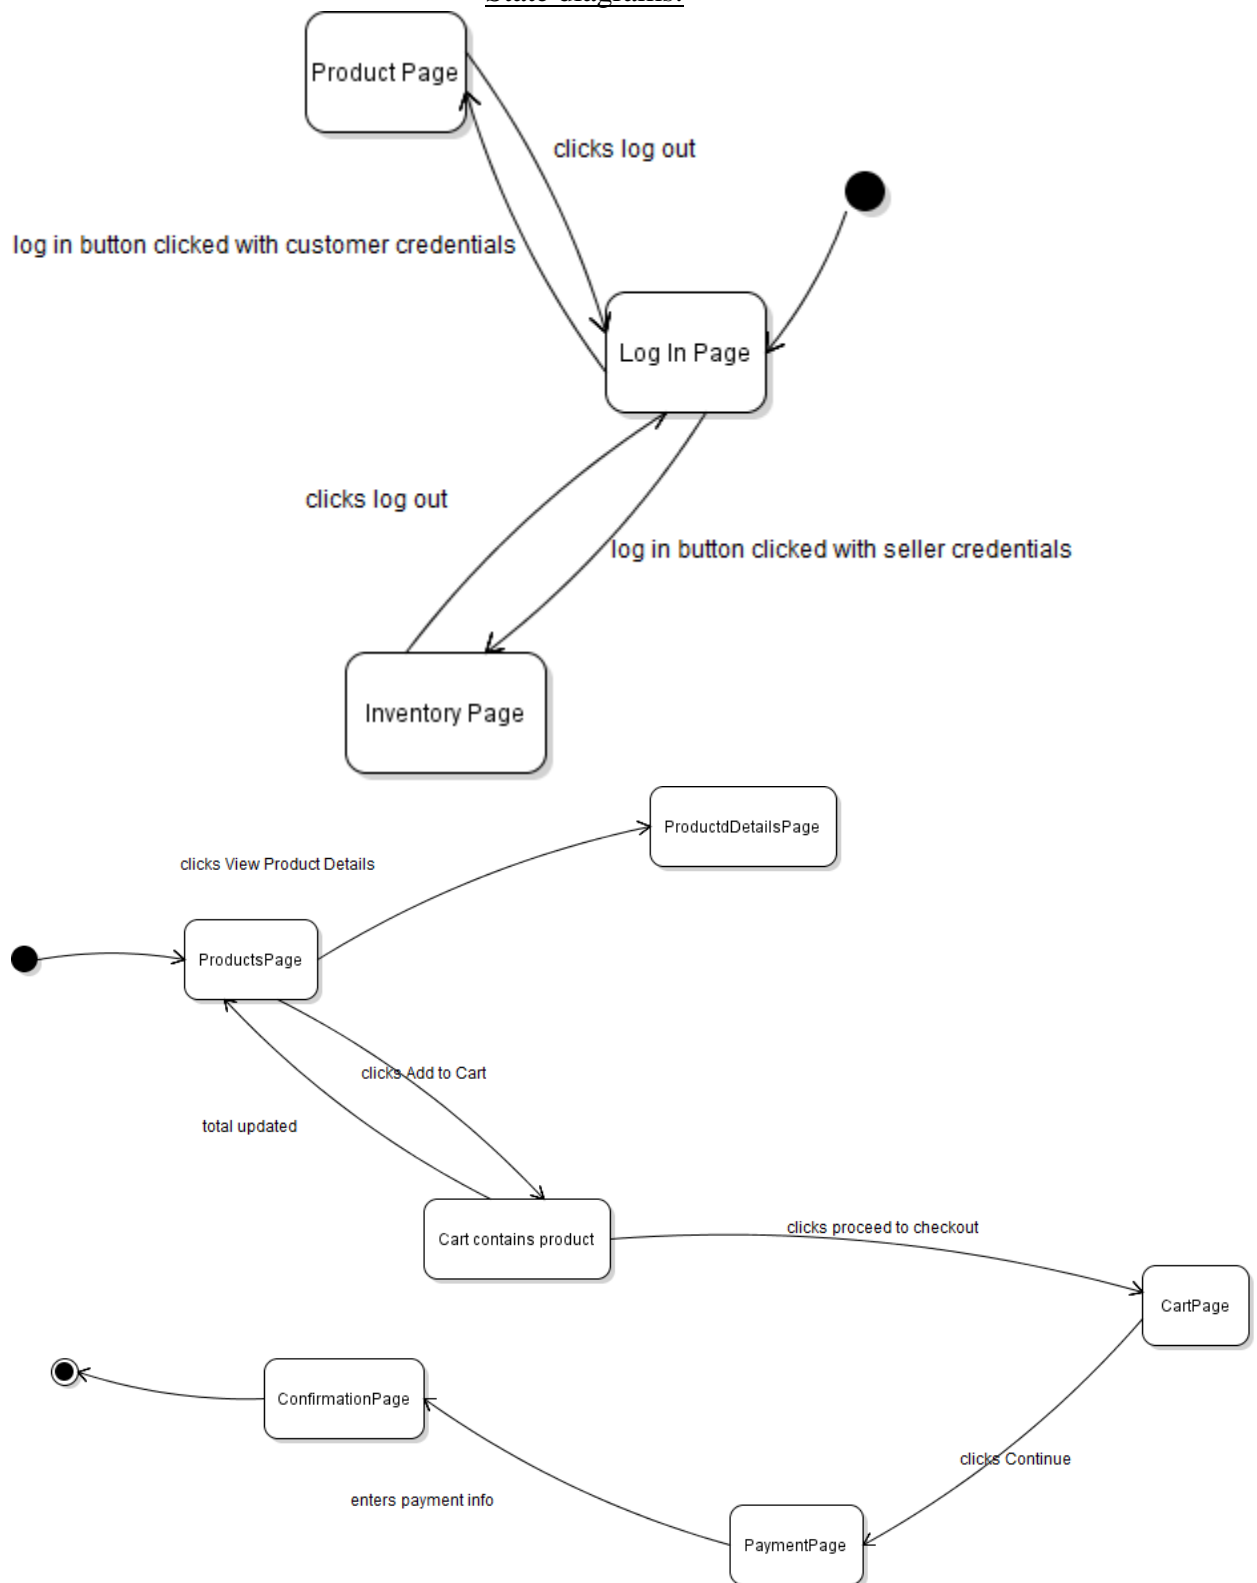 State diagrams:
Product Page
clicks log out
log in button clicked with customer credentials
Log In Page
clicks log out
log in button clicked with seller credentials
Inventory Page
ProductdDetailsPage
clicks View Product Details
ProductsPage
clicks Add to Cart
total updated
Cart contains product
clicks proceed to checkout
CartPage
ConfirmationPage
clicks Continue
enters payment info
PaymentPage